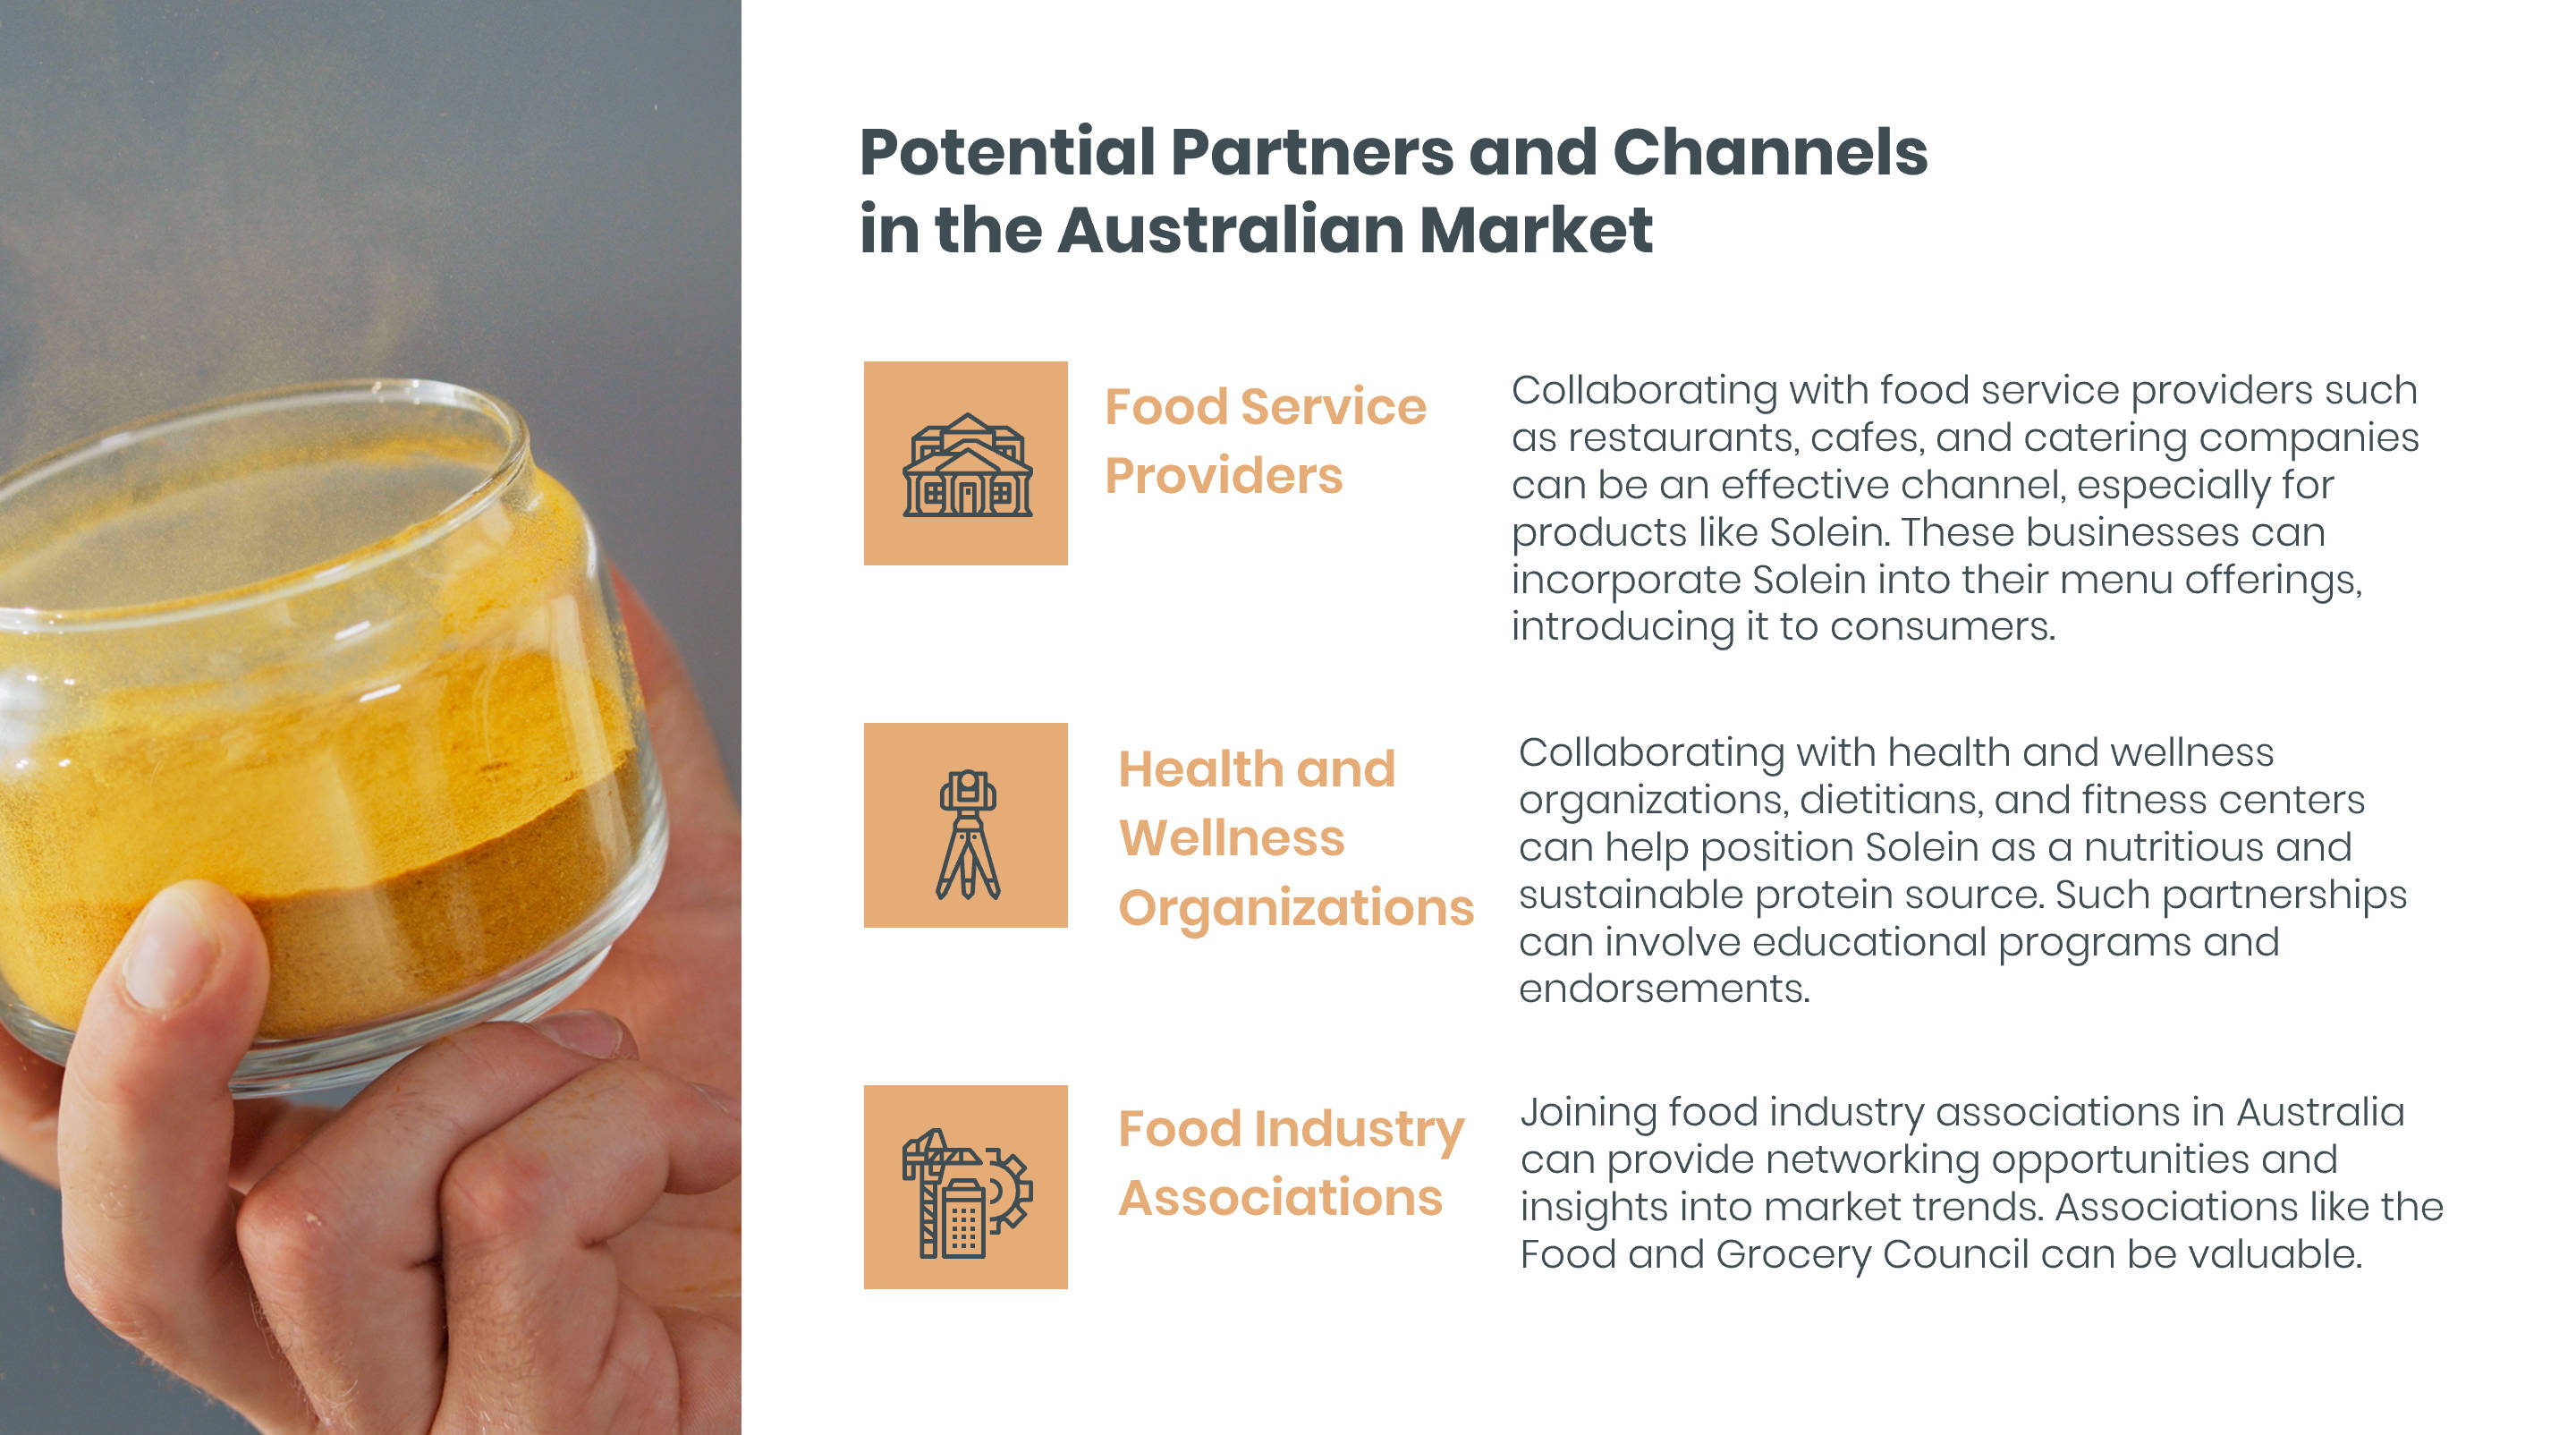 Potential Partners and Channels
in the Australian Market
Food Service
Providers
Collaborating with food service providers such
as restaurants, cafes, and catering companies
can be an effective channel, especially for
products like Solein. These businesses can
incorporate Solein into their menu offerings,
introducing it to consumers.
Health and
Wellness
Organizations
Collaborating with health and wellness
organizations, dietitians, and fitness centers
can help position Solein as a nutritious and
sustainable protein source. Such partnerships
can involve educational programs and
endorsements.
Food Industry
Associations
Joining food industry associations in Australia
can provide networking opportunities and
insights into market trends. Associations like the
Food and Grocery Council can be valuable.